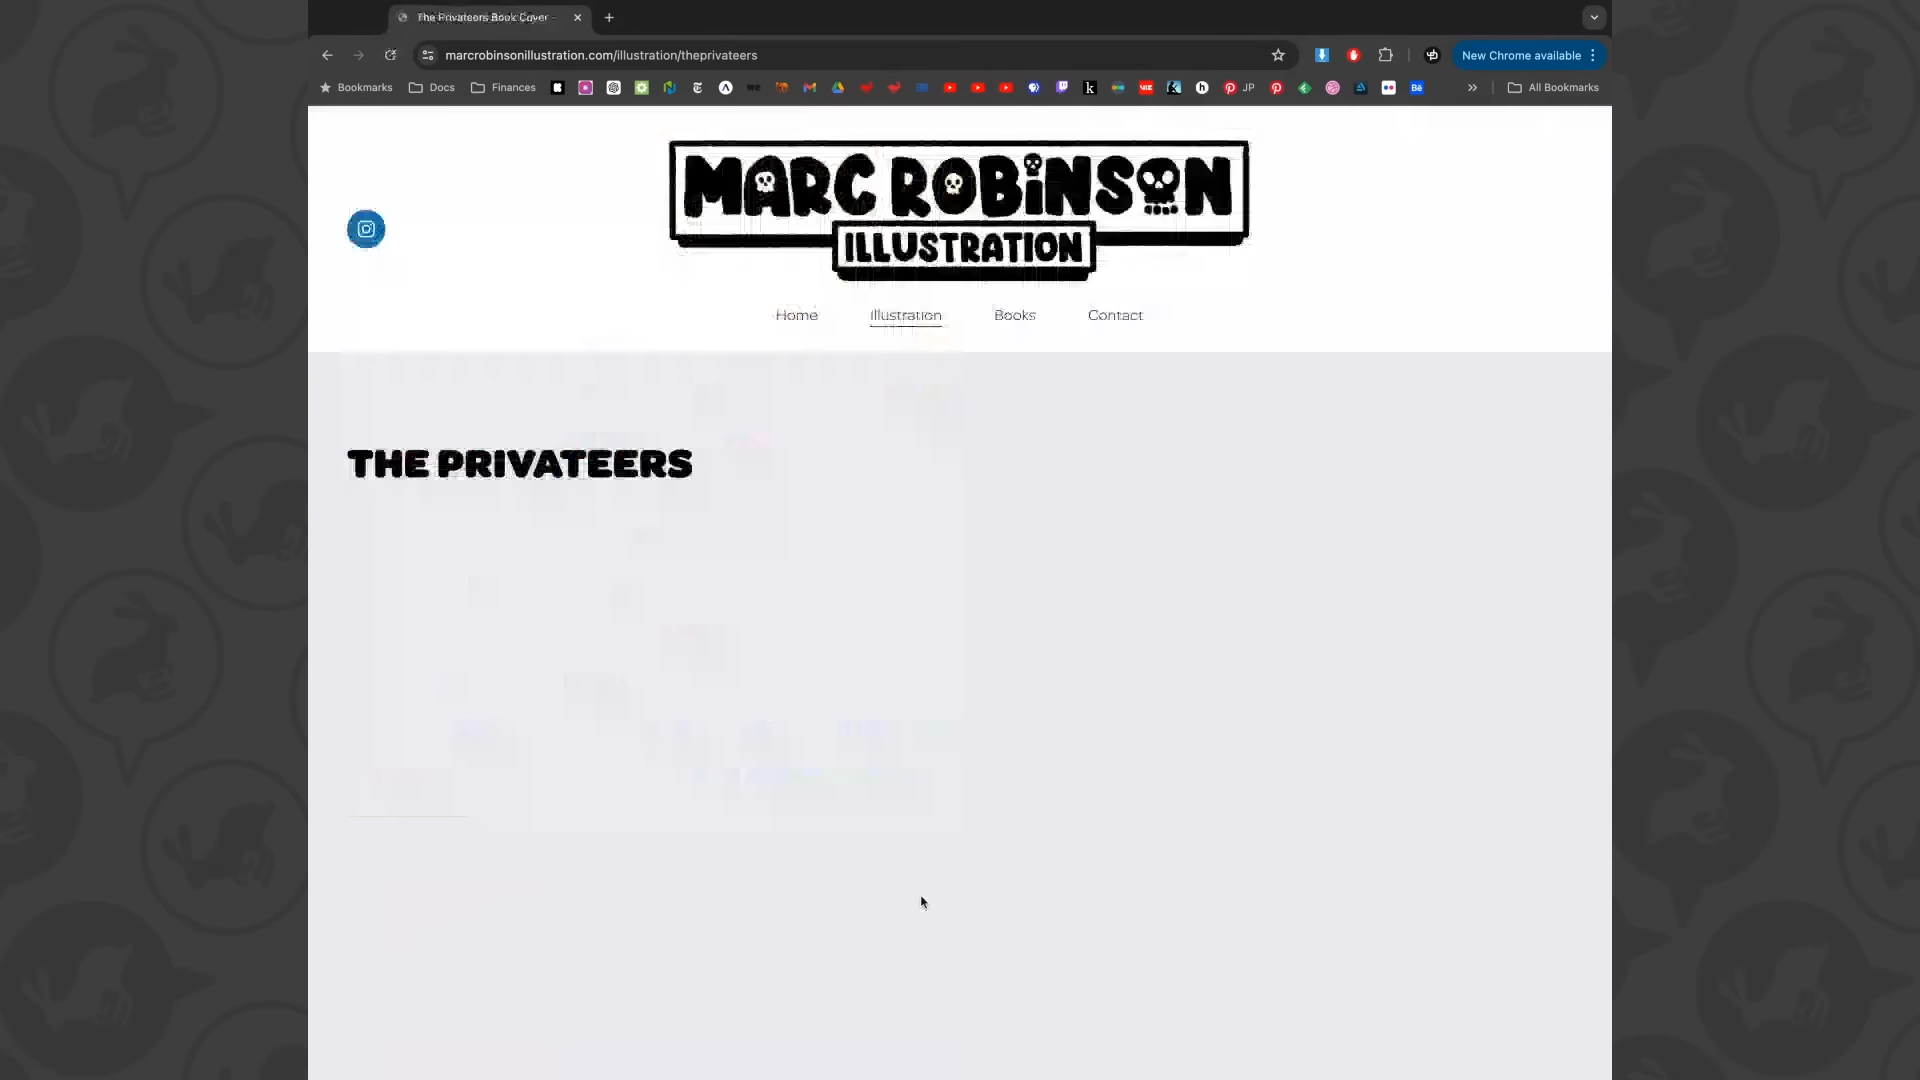 The Privateers Book Cover -
marcrobinsonillustration.com/illustration/theprivateers
New Chrome available
Bookmarks
Docs
Finances
JP
All Bookmarks
MARC ROBINSON
ILLUSTRATION
Home
Illustration
Books
Contact
THE PRIVATEERS